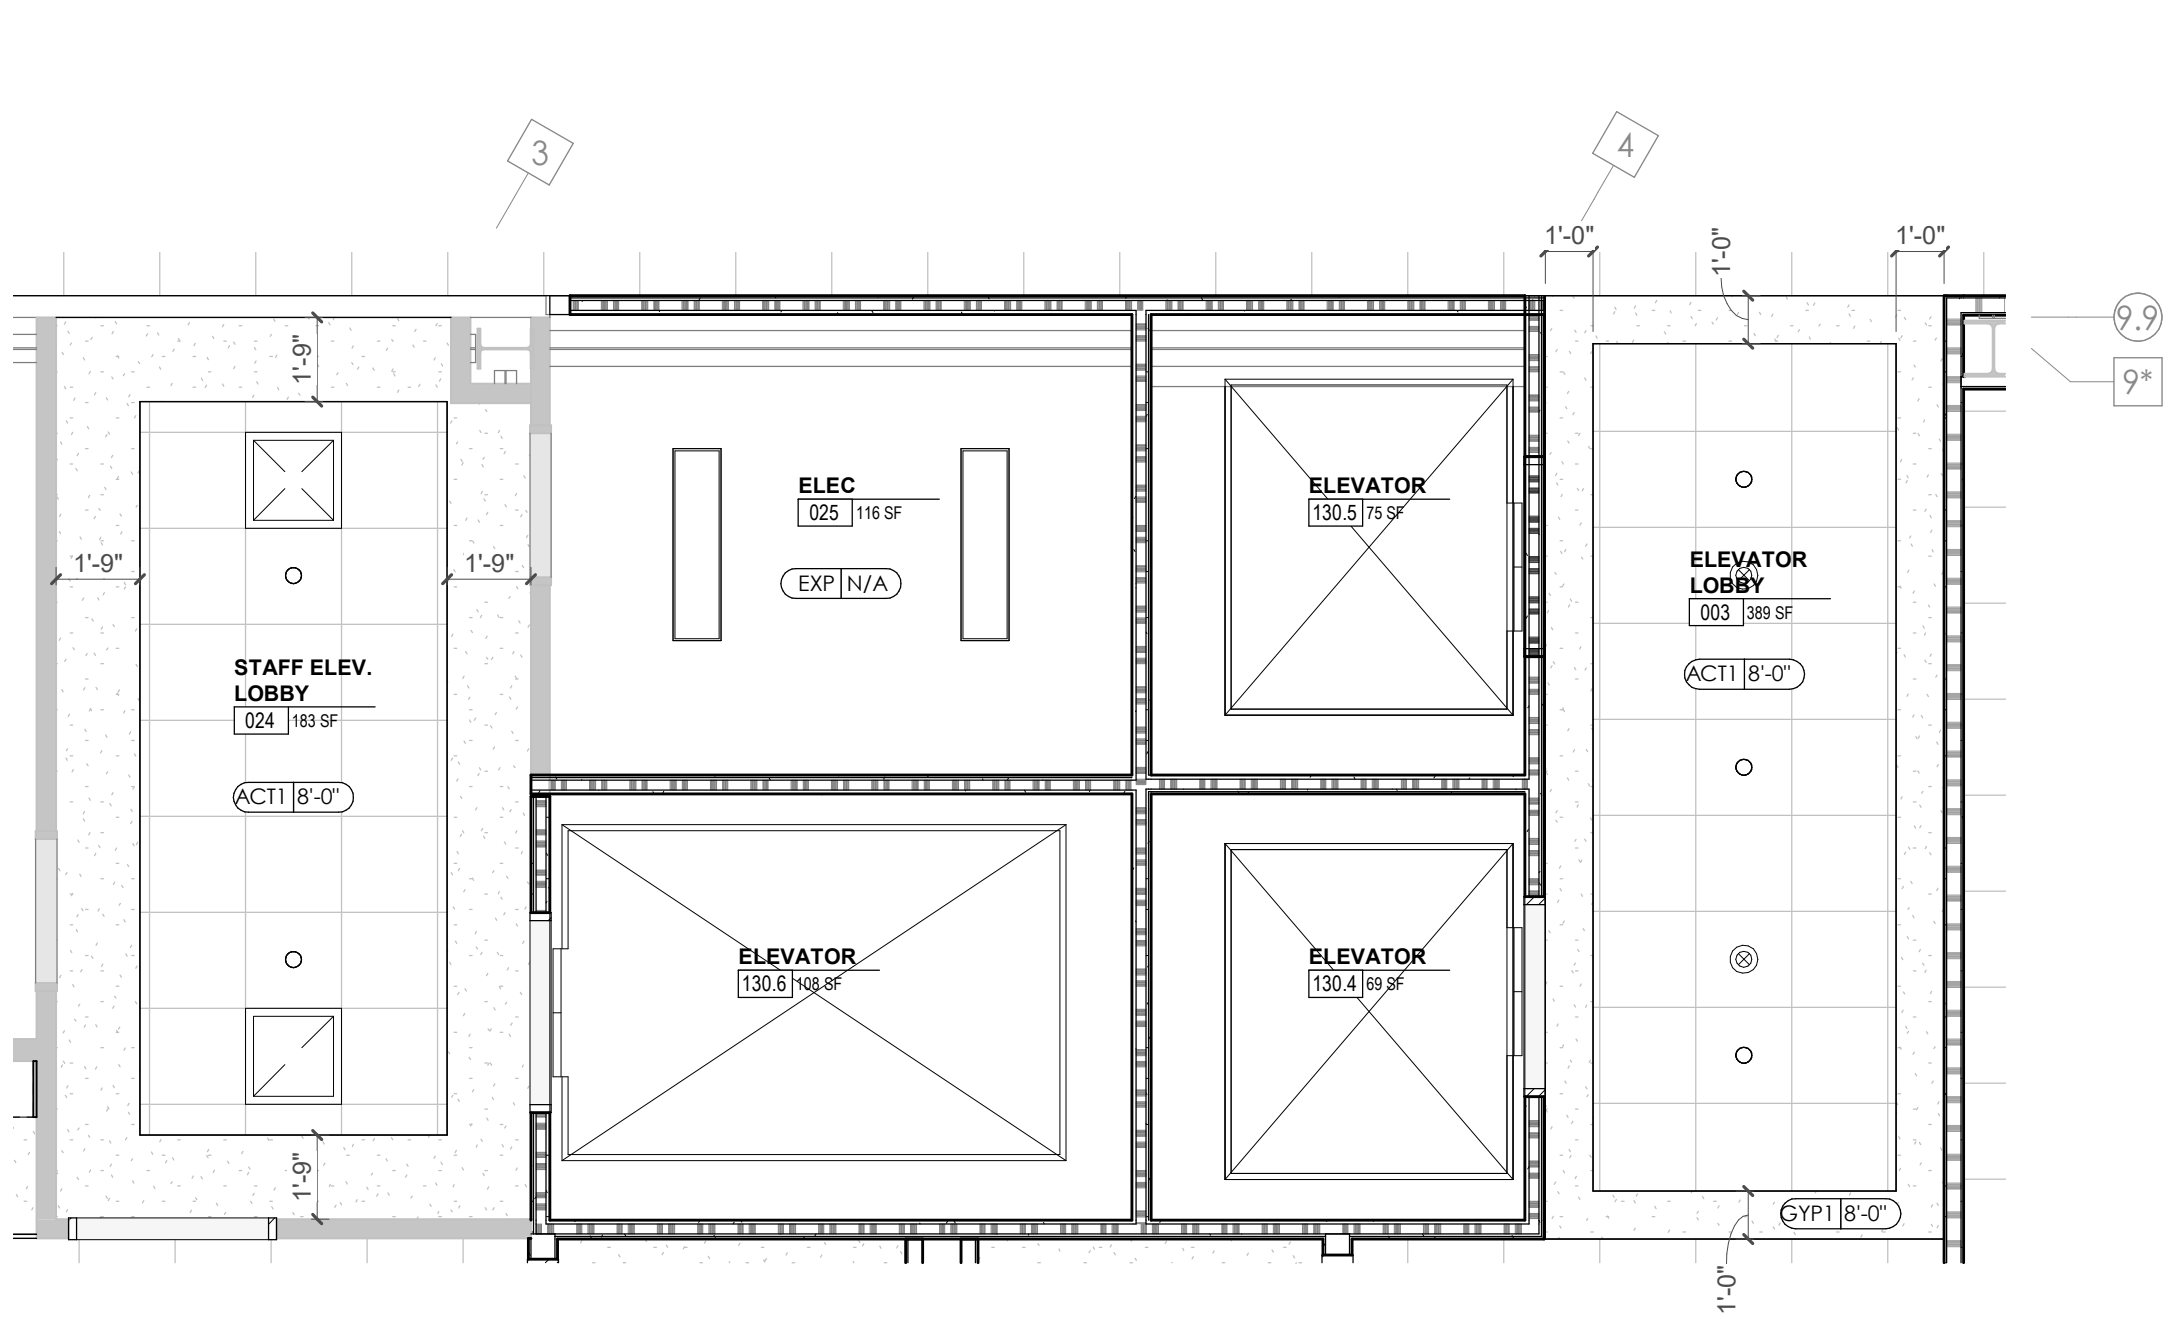 3
4
1'-0"
1'-0"
1'-0"
9.9
9*
1'-9"
1'-9"
1'-9"
ELEC
025 116 SF
EXP N/A
ELEVATOR
130.5 75 SF
ELEVATOR
LOBBY
003 389 SF
ACT1 8'-0"
STAFF ELEV.
LOBBY
024 183 SF
ACT1 8'-0"
ELEVATOR
130.6 108 SF
ELEVATOR
130.4 69 SF
1'-9"
GYP1 8'-0"
1'-0"